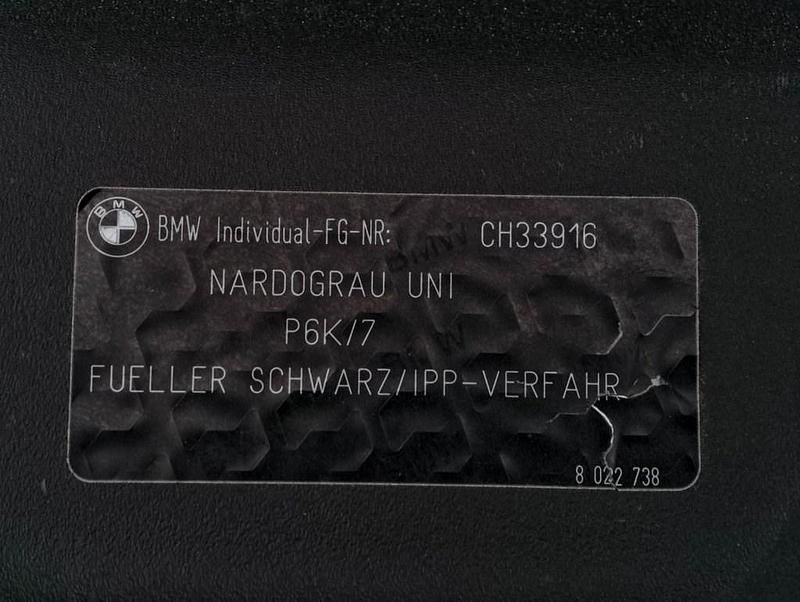 BMW
BMW Individual-FG-NR: CH33916
NARDOGRAU UNI
P6K/7
FUELLER SCHWARZ/IPP-VERFAHR
8 022 738